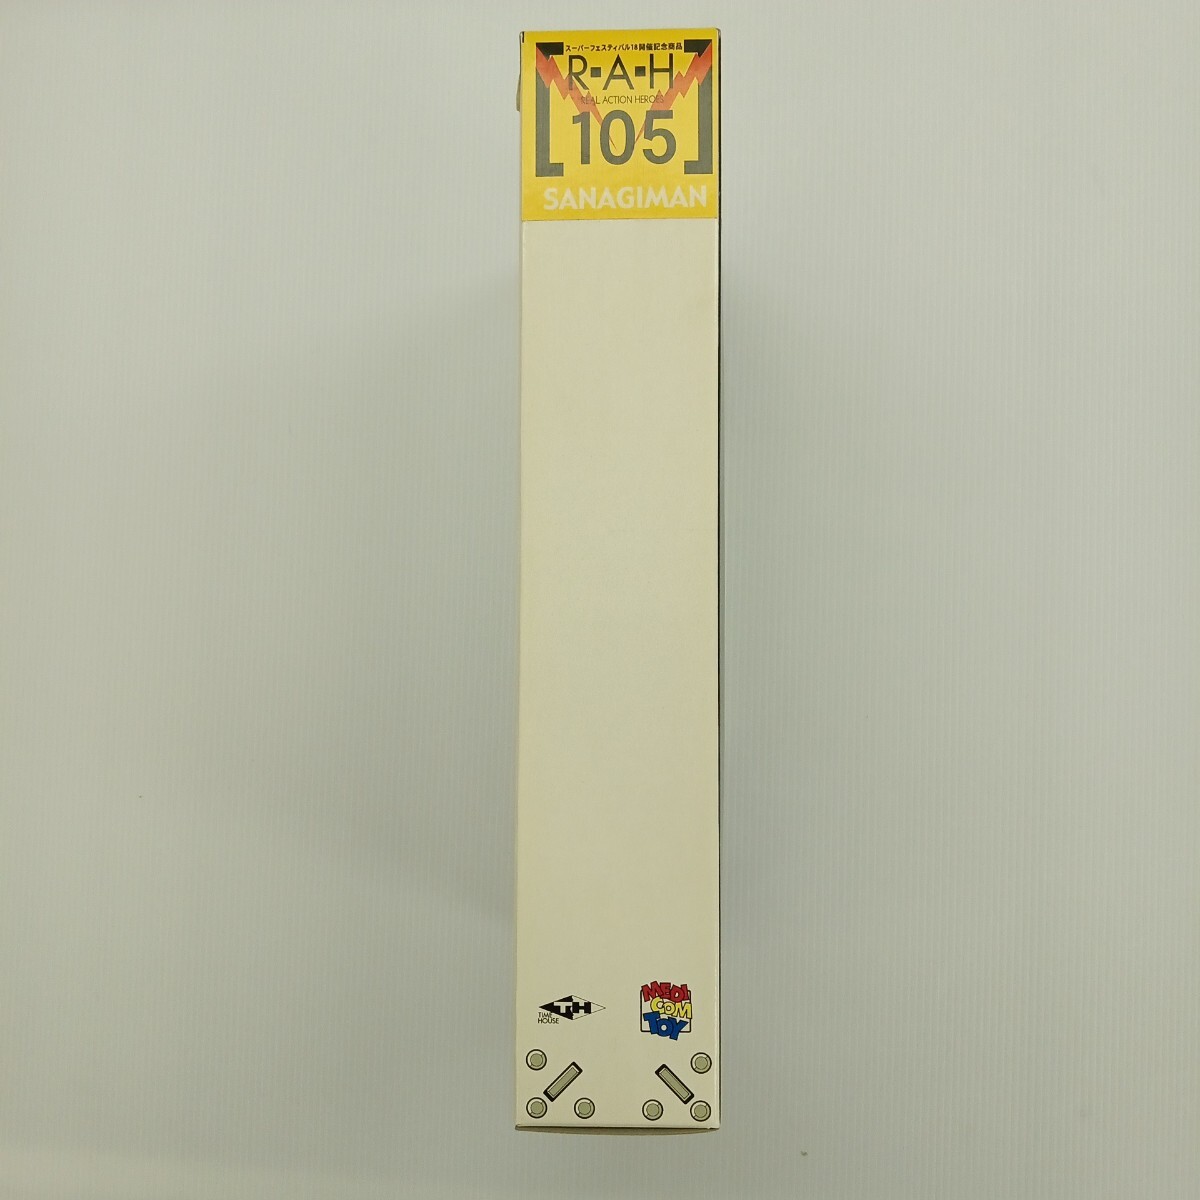 スーパーフェスティバル18開催記念商品
R·A·H
REAL ACTION HEROES
105
SANAGIMAN
TH
TIME
HOUSE
MEDI
COM
TOY